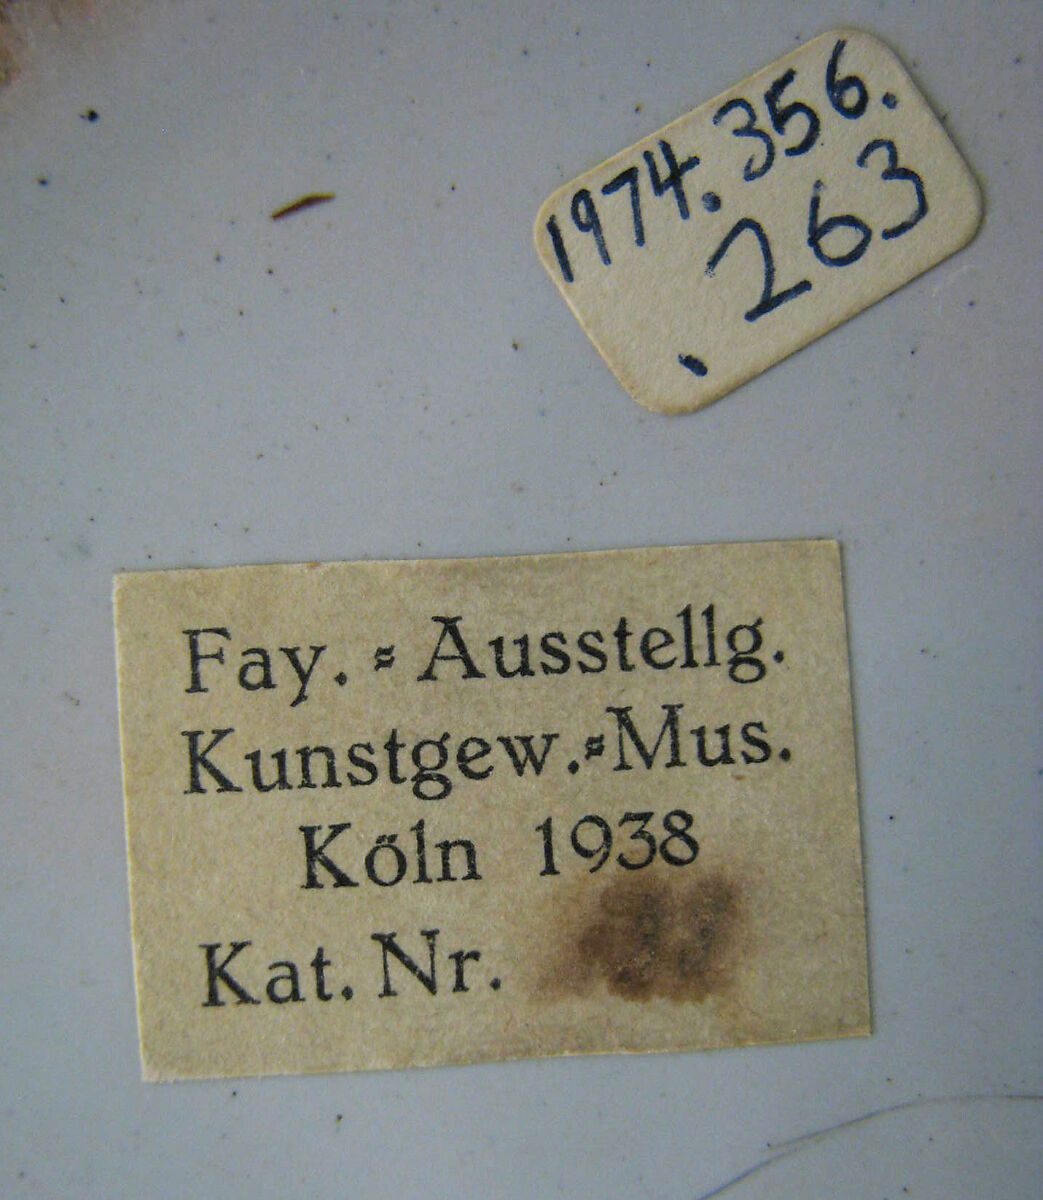 1974.356.
263
Fay.=Ausstellg.
Kunstgew.=Mus.
Köln 1938
Kat. Nr.